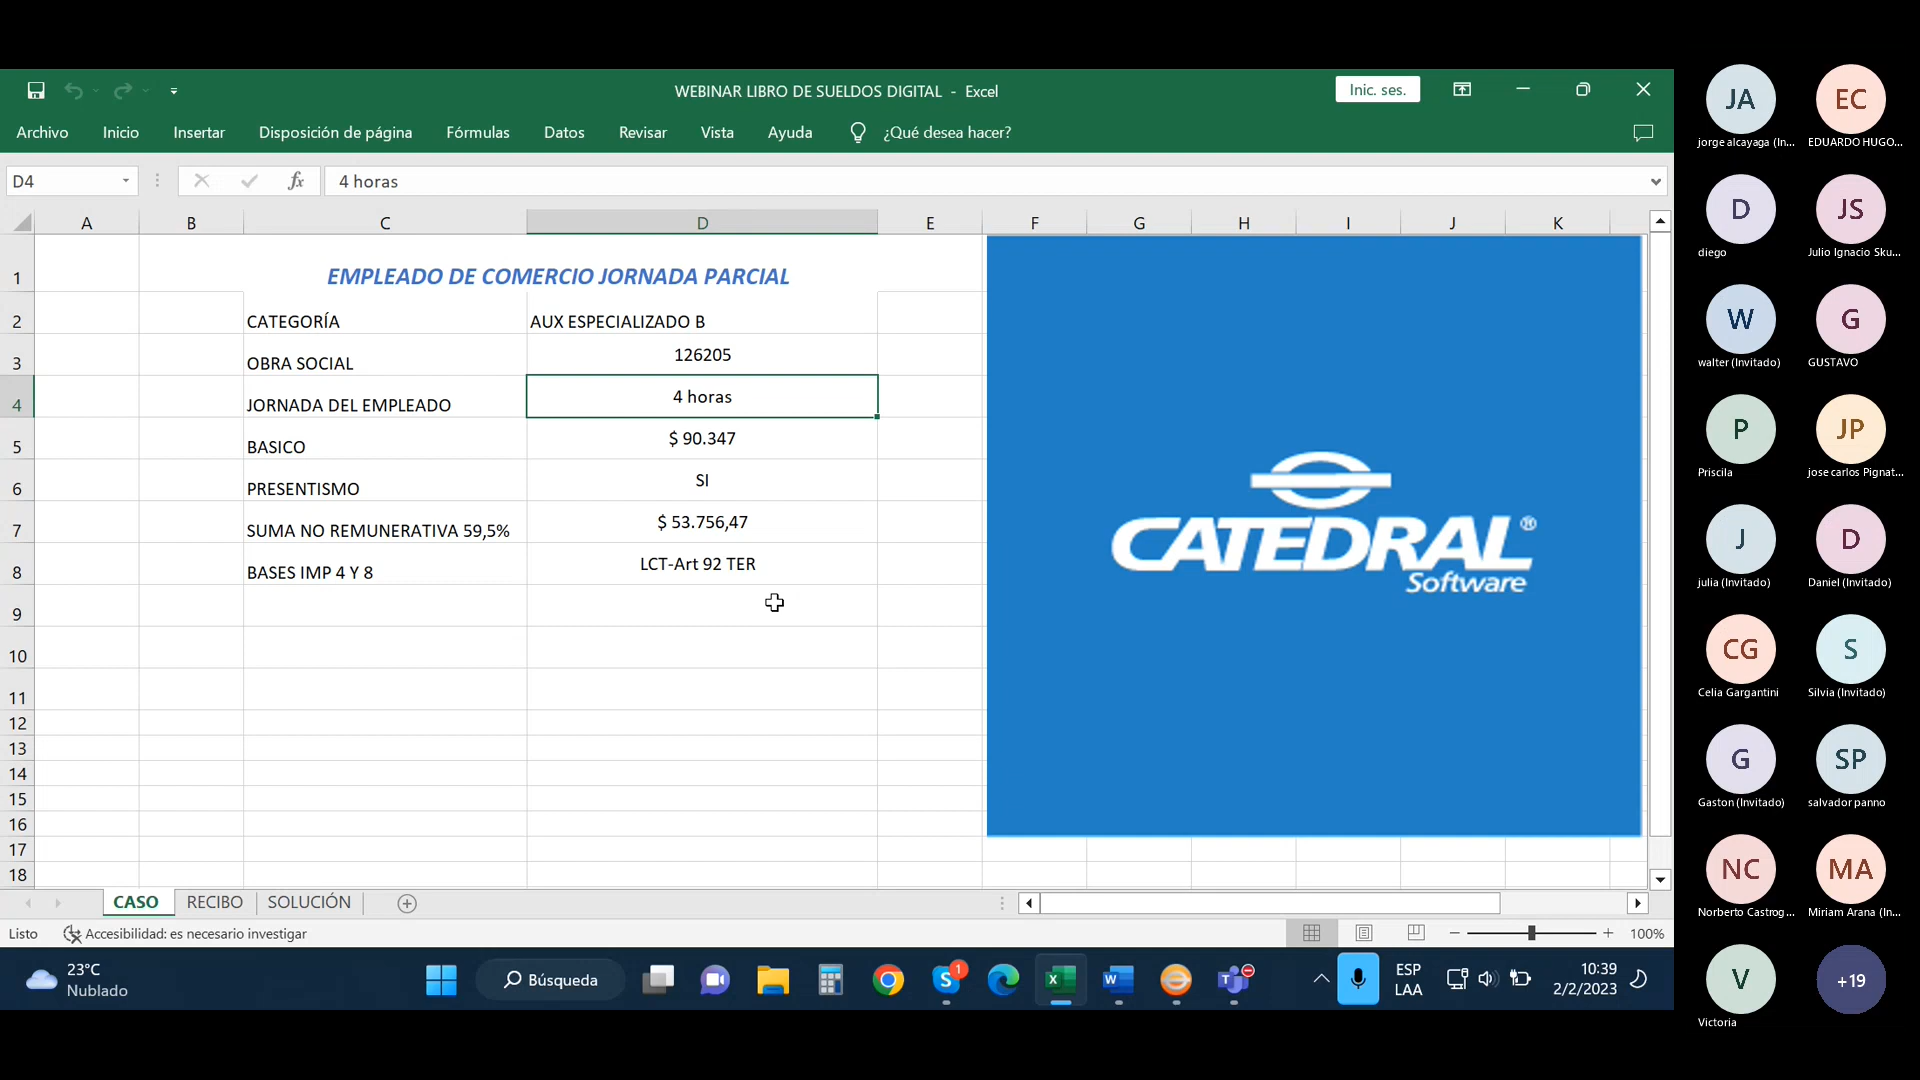 WEBINAR LIBRO DE SUELDOS DIGITAL - Excel
Inic. ses.
Archivo Inicio Insertar Disposición de página Fórmulas Datos Revisar Vista Ayuda ¿Qué desea hacer?
D4 fx 4 horas
A B C D E F G H I J K
1 EMPLEADO DE COMERCIO JORNADA PARCIAL
2 CATEGORÍA AUX ESPECIALIZADO B
3 OBRA SOCIAL 126205
4 JORNADA DEL EMPLEADO 4 horas
5 BASICO $ 90.347
6 PRESENTISMO SI
7 SUMA NO REMUNERATIVA 59,5% $ 53.756,47
8 BASES IMP 4 Y 8 LCT-Art 92 TER
9
10
11
12
13
14
15
16
17
18
CATEDRAL®
Software
CASO RECIBO SOLUCIÓN
Listo Accesibilidad: es necesario investigar 100%
23°C
Nublado
Búsqueda
1
ESP
LAA
10:39
2/2/2023
JA EC
jorge alcayaga (In... EDUARDO HUGO...
D JS
diego Julio Ignacio Sku...
W G
walter (Invitado) GUSTAVO
P JP
Priscila jose carlos Pignat...
J D
julia (Invitado) Daniel (Invitado)
CG S
Celia Gargantini Silvia (Invitado)
G SP
Gaston (Invitado) salvador panno
NC MA
Norberto Castrog... Miriam Arana (In...
V +19
Victoria